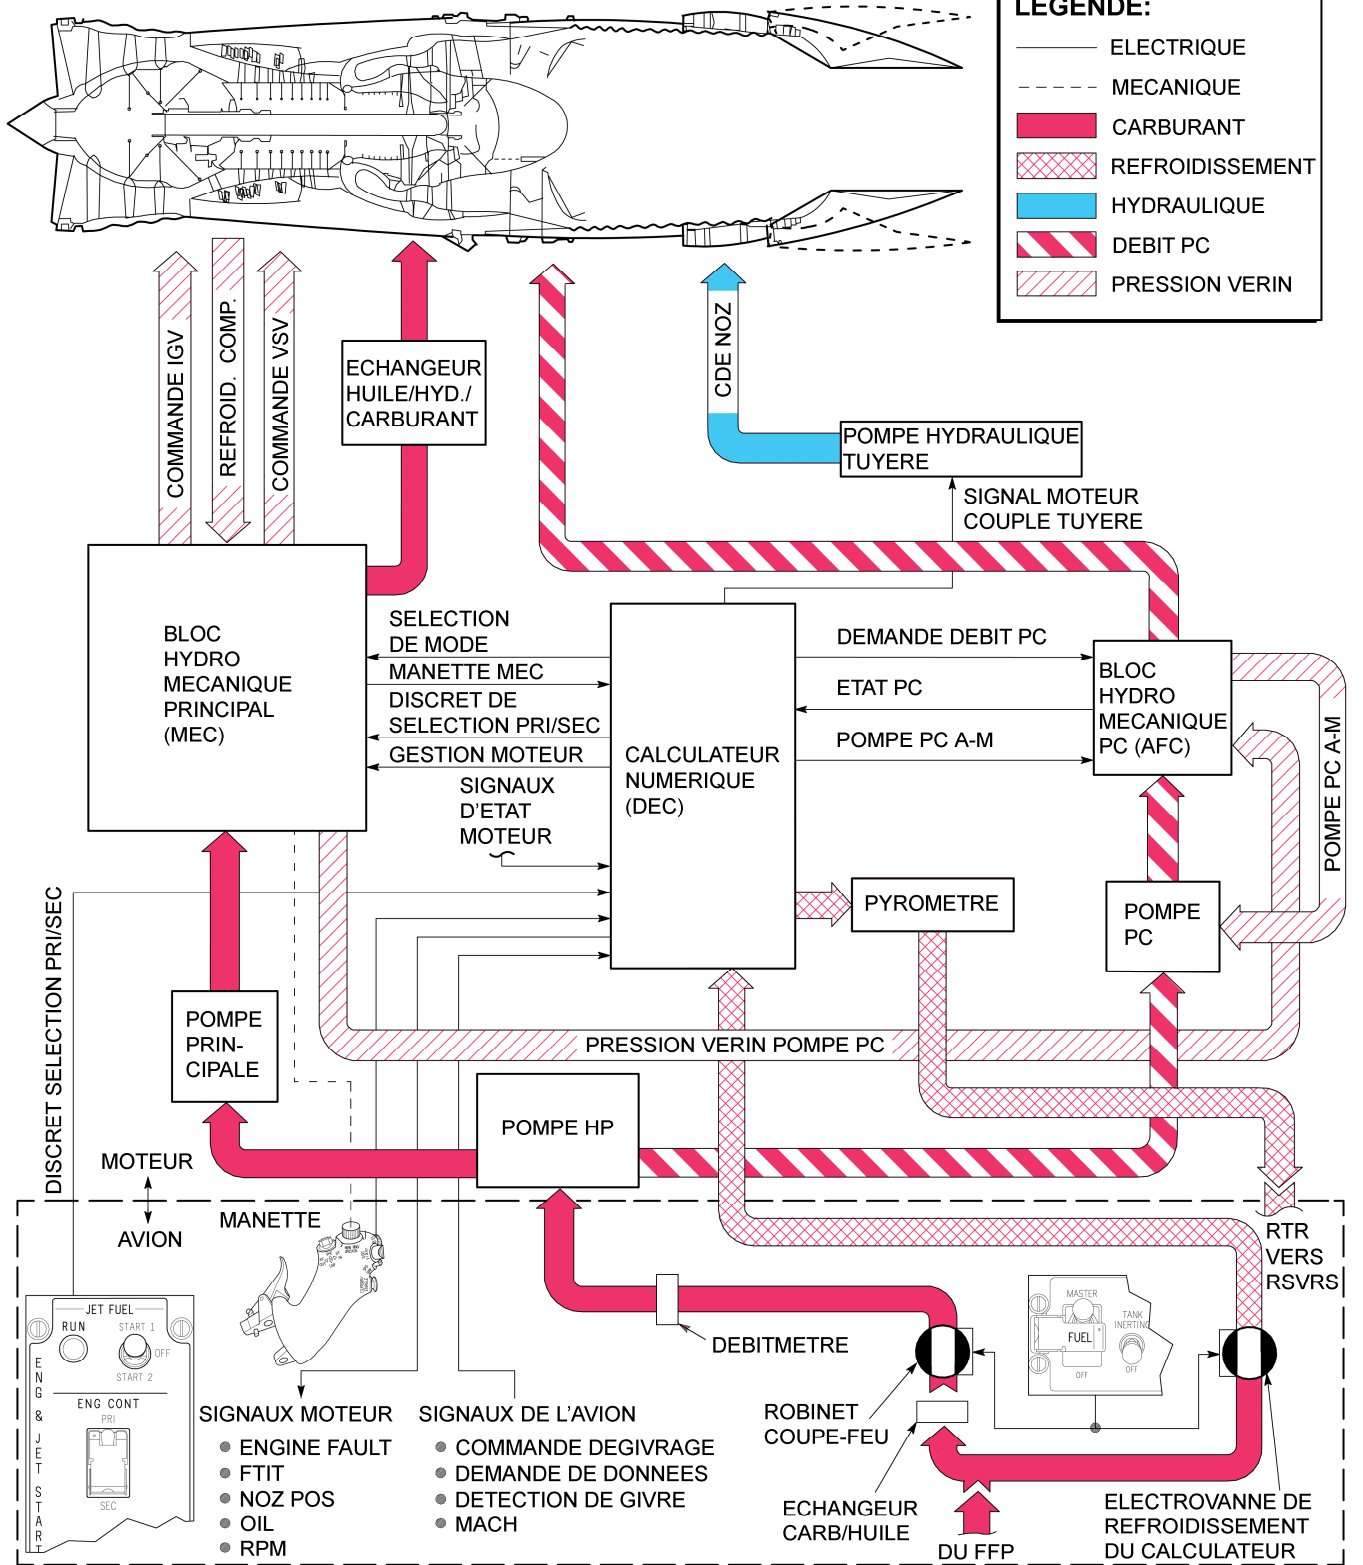 LEGENDE:
ELECTRIQUE
MECANIQUE
CARBURANT
REFROIDISSEMENT
HYDRAULIQUE
DEBIT PC
PRESSION VERIN
COMMANDE IGV
REFROID. COMP.
COMMANDE VSV
ECHANGEUR
HUILE/HYD./
CARBURANT
CDE NOZ
POMPE HYDRAULIQUE
TUYERE
SIGNAL MOTEUR
COUPLE TUYERE
BLOC
HYDRO
MECANIQUE
PRINCIPAL
(MEC)
SELECTION
DE MODE
MANETTE MEC
DISCRET DE
SELECTION PRI/SEC
GESTION MOTEUR
SIGNAUX
D'ETAT
MOTEUR
CALCULATEUR
NUMERIQUE
(DEC)
DEMANDE DEBIT PC
ETAT PC
POMPE PC A-M
BLOC
HYDRO
MECANIQUE
PC (AFC)
POMPE PC A-M
PYROMETRE
POMPE
PC
DISCRET SELECTION PRI/SEC
POMPE
PRIN-
CIPALE
PRESSION VERIN POMPE PC
POMPE HP
MOTEUR
AVION
MANETTE
RTR
VERS
RSVRS
JET FUEL
RUN
START 1
OFF
START 2
ENG CONT
PRI
SEC
ENG & JET START
DEBITMETRE
MASTER
FUEL
OFF
TANK
INERTING
OFF
ROBINET
COUPE-FEU
ECHANGEUR
CARB/HUILE
DU FFP
ELECTROVANNE DE
REFROIDISSEMENT
DU CALCULATEUR
SIGNAUX MOTEUR
ENGINE FAULT
FTIT
NOZ POS
OIL
RPM
SIGNAUX DE L'AVION
COMMANDE DEGIVRAGE
DEMANDE DE DONNEES
DETECTION DE GIVRE
MACH